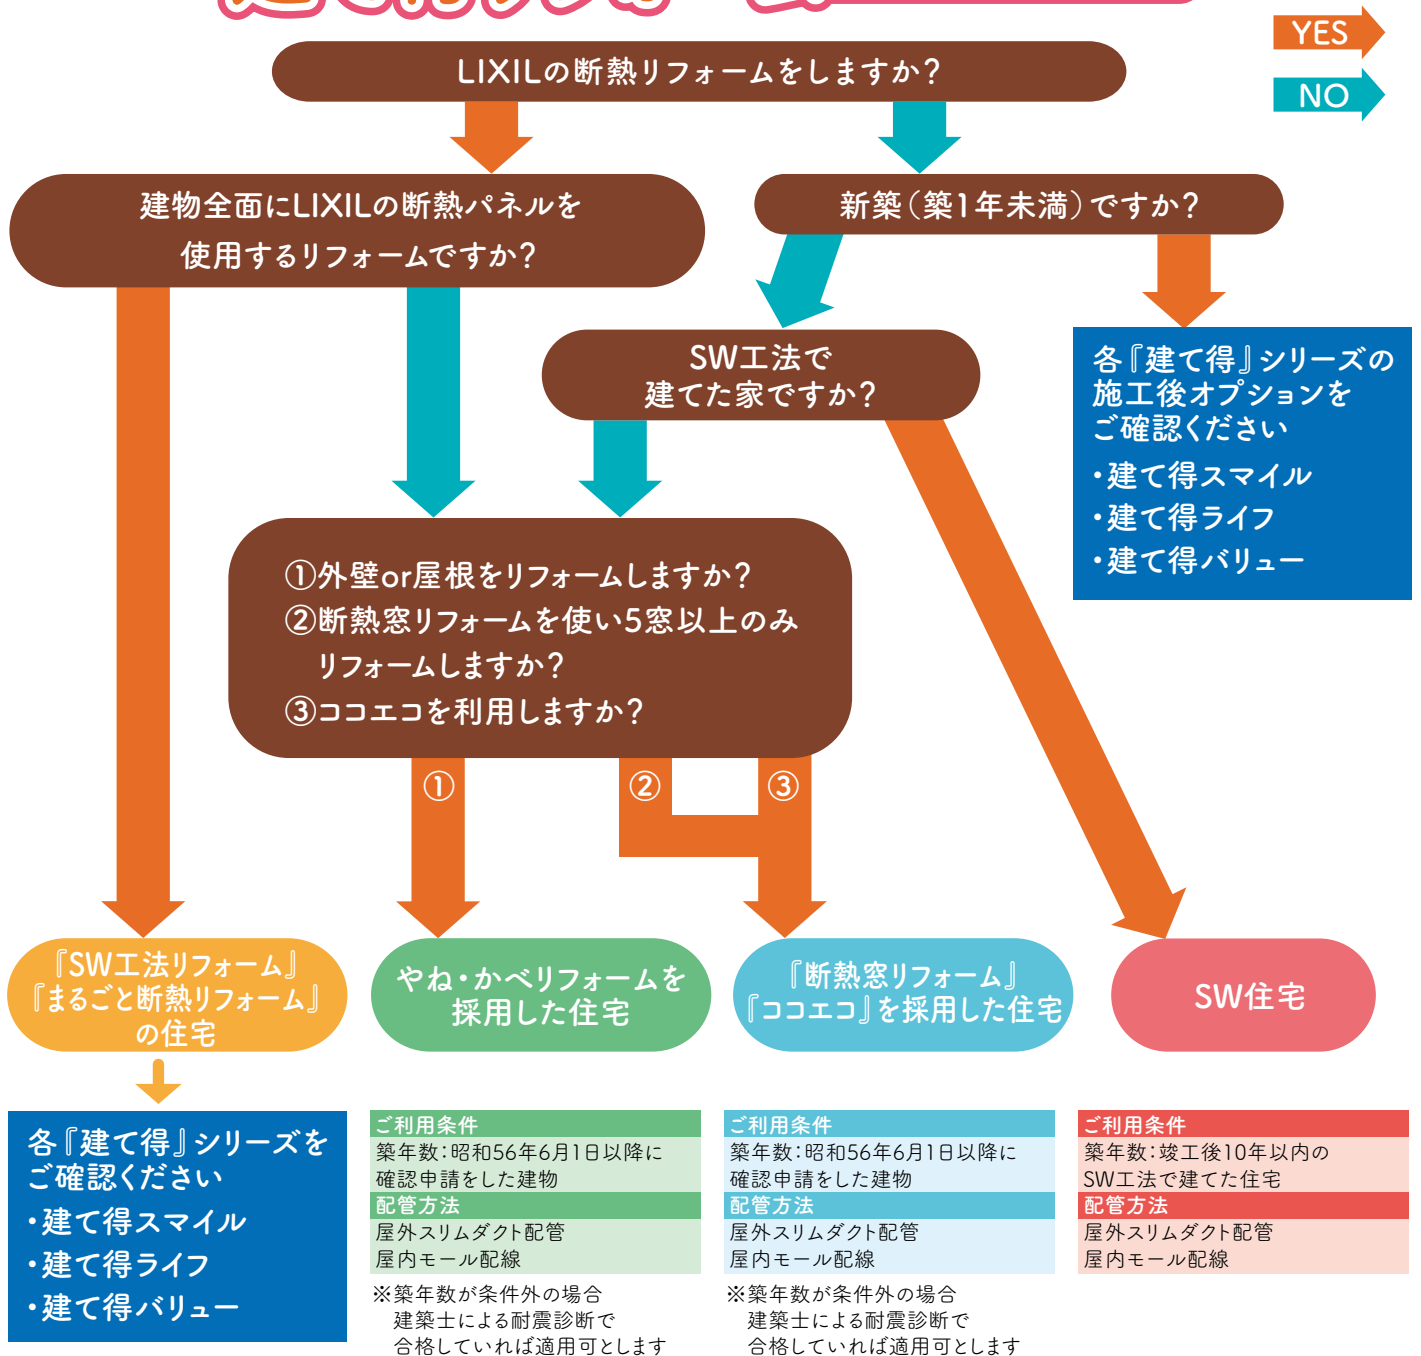 YES
NO
LIXILの断熱リフォームをしますか?
建物全面にLIXILの断熱パネルを
使用するリフォームですか?
新築(築1年未満)ですか?
SW工法で
建てた家ですか?
各『建て得』シリーズの
施工後オプションを
ご確認ください
・建て得スマイル
・建て得ライフ
・建て得バリュー
①外壁or屋根をリフォームしますか?
②断熱窓リフォームを使い5窓以上のみ
リフォームしますか?
③ココエコを利用しますか?
①
②
③
『SW工法リフォーム』
『まるごと断熱リフォーム』
の住宅
やね・かべリフォームを
採用した住宅
『断熱窓リフォーム』
『ココエコ』を採用した住宅
SW住宅
各『建て得』シリーズを
ご確認ください
・建て得スマイル
・建て得ライフ
・建て得バリュー
ご利用条件
築年数:昭和56年6月1日以降に
確認申請をした建物
配管方法
屋外スリムダクト配管
屋内モール配線
※築年数が条件外の場合
建築士による耐震診断で
合格していれば適用可とします
ご利用条件
築年数:昭和56年6月1日以降に
確認申請をした建物
配管方法
屋外スリムダクト配管
屋内モール配線
※築年数が条件外の場合
建築士による耐震診断で
合格していれば適用可とします
ご利用条件
築年数:竣工後10年以内の
SW工法で建てた住宅
配管方法
屋外スリムダクト配管
屋内モール配線